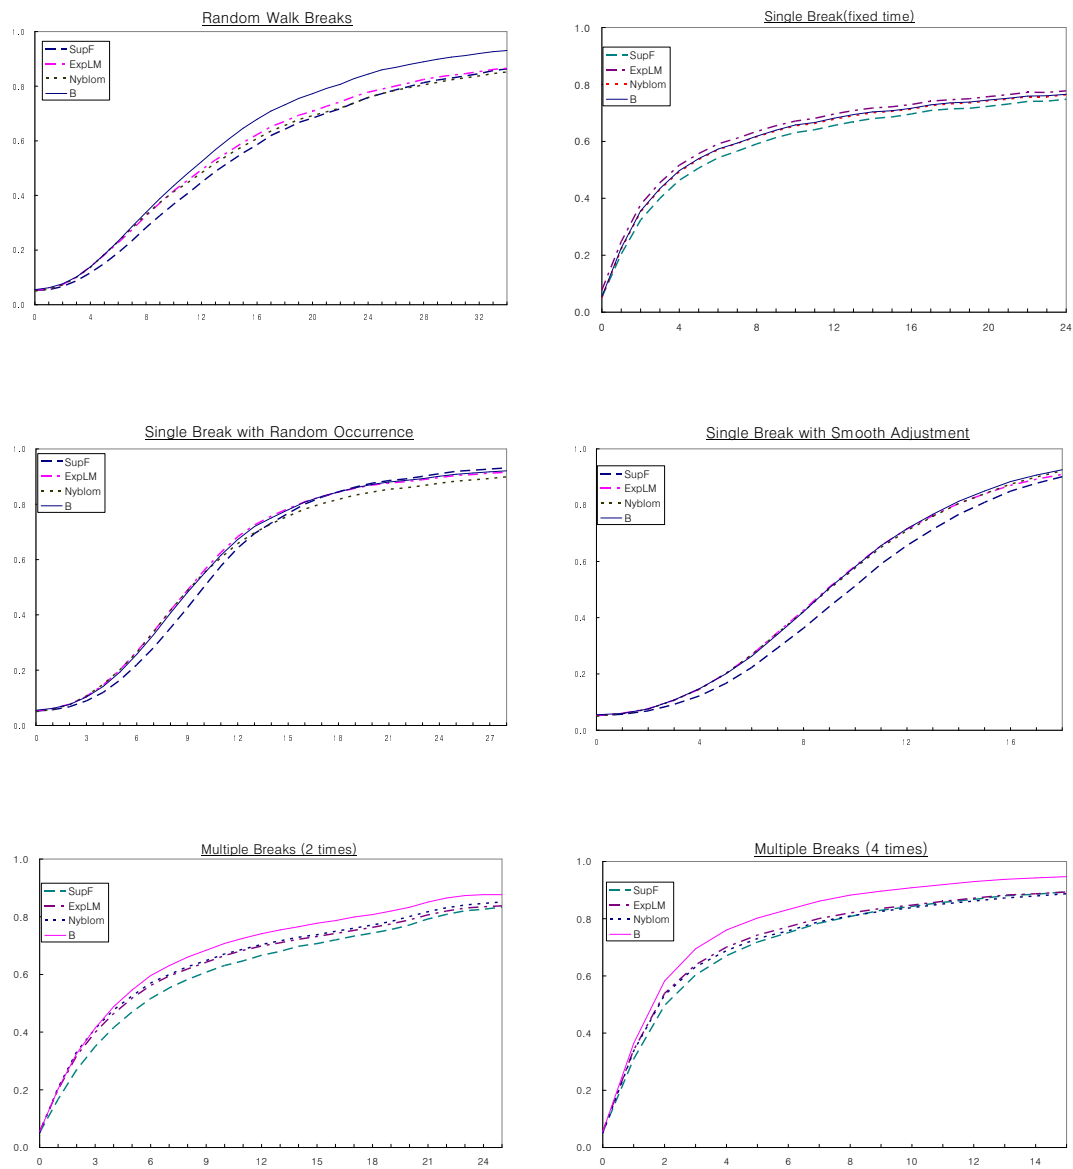 Random Walk Breaks
1.0
0.8
0.6
0.4
0.2
0.0
SupF
ExpLM
Nyblom
B
0 4 8 12 16 20 24 28 32
Single Break(fixed time)
1.0
0.8
0.6
0.4
0.2
0.0
SupF
ExpLM
Nyblom
B
0 4 8 12 16 20 24
Single Break with Random Occurrence
1.0
0.8
0.6
0.4
0.2
0.0
SupF
ExpLM
Nyblom
B
0 3 6 9 12 15 18 21 24 27
Single Break with Smooth Adjustment
1.0
0.8
0.6
0.4
0.2
0.0
SupF
ExpLM
Nyblom
B
0 4 8 12 16
Multiple Breaks (2 times)
1.0
0.8
0.6
0.4
0.2
0.0
SupF
ExpLM
Nyblom
B
0 3 6 9 12 15 18 21 24
Multiple Breaks (4 times)
1.0
0.8
0.6
0.4
0.2
0.0
SupF
ExpLM
Nyblom
B
0 2 4 6 8 10 12 14